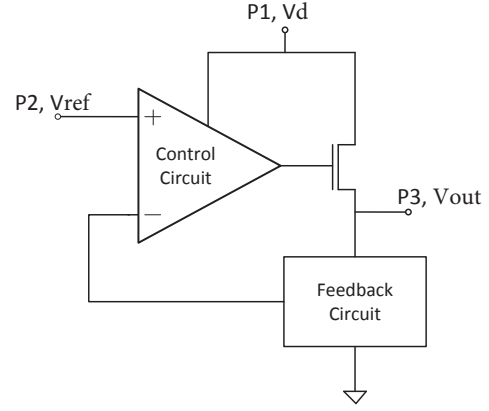 P1, Vd
P2, Vref
+
Control
Circuit
−
P3, Vout
Feedback
Circuit